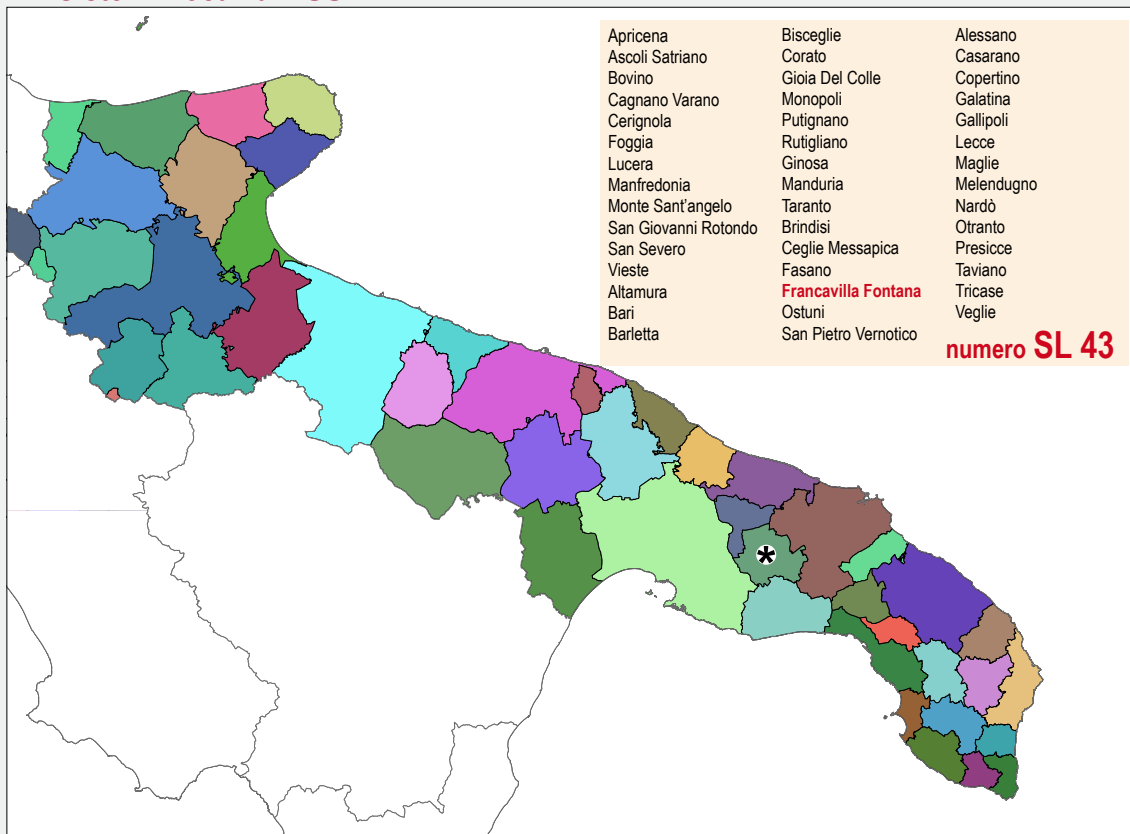 Apricena
Ascoli Satriano
Bovino
Cagnano Varano
Cerignola
Foggia
Lucera
Manfredonia
Monte Sant'angelo
San Giovanni Rotondo
San Severo
Vieste
Altamura
Bari
Barletta
Bisceglie
Corato
Gioia Del Colle
Monopoli
Putignano
Rutigliano
Ginosa
Manduria
Taranto
Brindisi
Ceglie Messapica
Fasano
Francavilla Fontana
Ostuni
San Pietro Vernotico
Alessano
Casarano
Copertino
Galatina
Gallipoli
Lecce
Maglie
Melendugno
Nardò
Otranto
Presicce
Taviano
Tricase
Veglie
numero SL 43
*